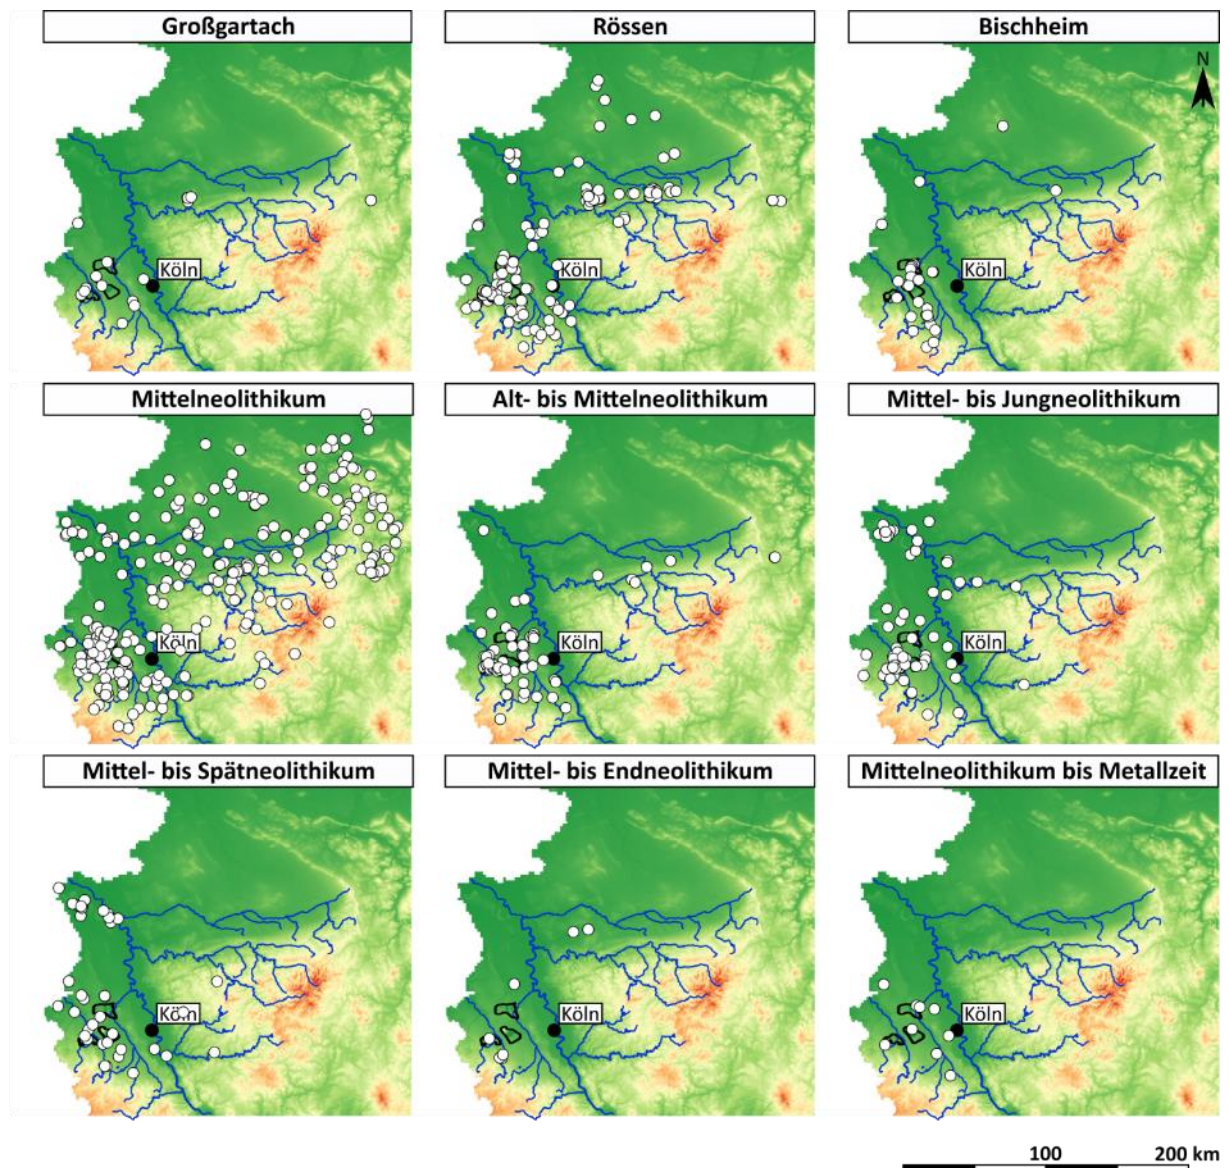 Großgartach
Rössen
Bischheim
N
Köln
Köln
Köln
Mittelneolithikum
Alt- bis Mittelneolithikum
Mittel- bis Jungneolithikum
Köln
Köln
Köln
Mittel- bis Spätneolithikum
Mittel- bis Endneolithikum
Mittelneolithikum bis Metallzeit
Köln
Köln
Köln
100
200 km